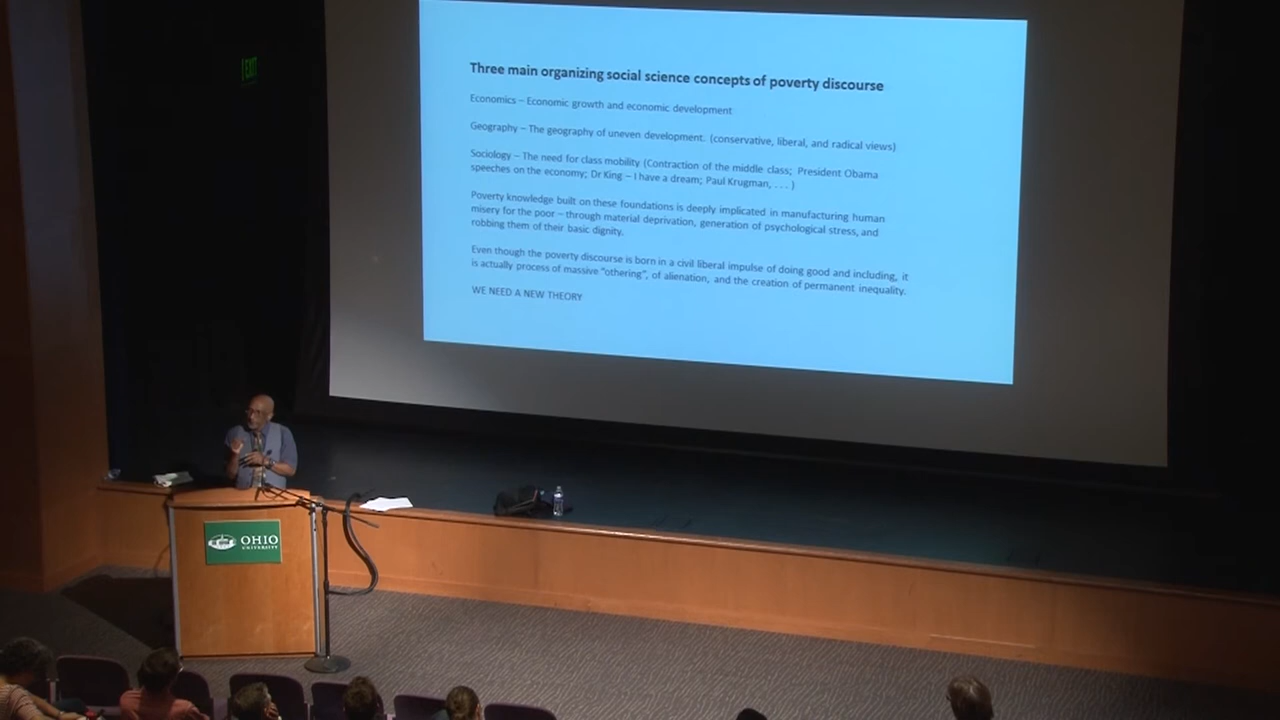 EXIT
Three main organizing social science concepts of poverty discourse
Economics – Economic growth and economic development
Geography – The geography of uneven development. (conservative, liberal, and radical views)
Sociology – The need for class mobility (Contraction of the middle class; President Obama
speeches on the economy; Dr King – I have a dream; Paul Krugman, . . . )
Poverty knowledge built on these foundations is deeply implicated in manufacturing human
misery for the poor – through material deprivation, generation of psychological stress, and
robbing them of their basic dignity.
Even though the poverty discourse is born in a civil liberal impulse of doing good and including, it
is actually process of massive "othering", of alienation, and the creation of permanent inequality.
WE NEED A NEW THEORY
OHIO
UNIVERSITY